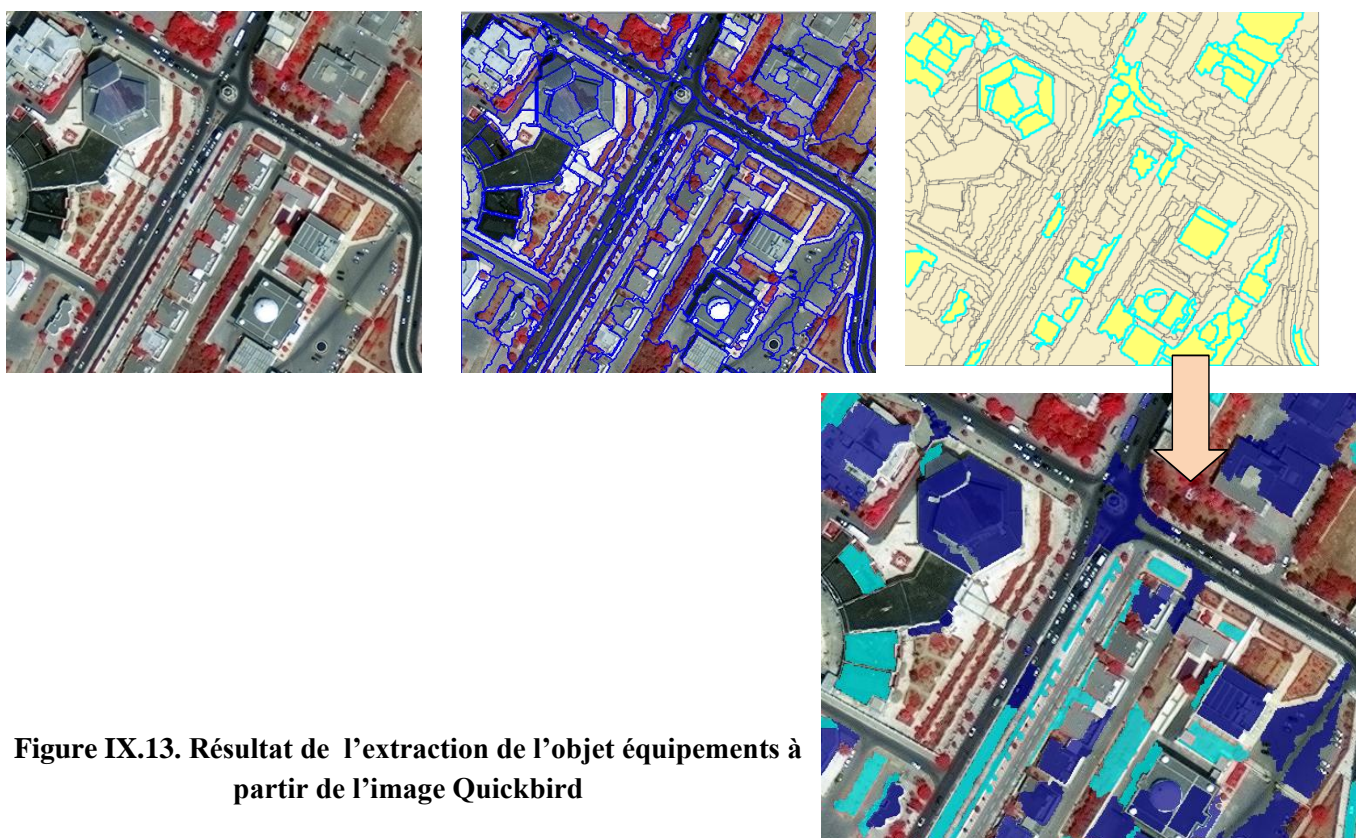 Figure IX.13. Résultat de  l’extraction de l’objet équipements à
partir de l’image Quickbird